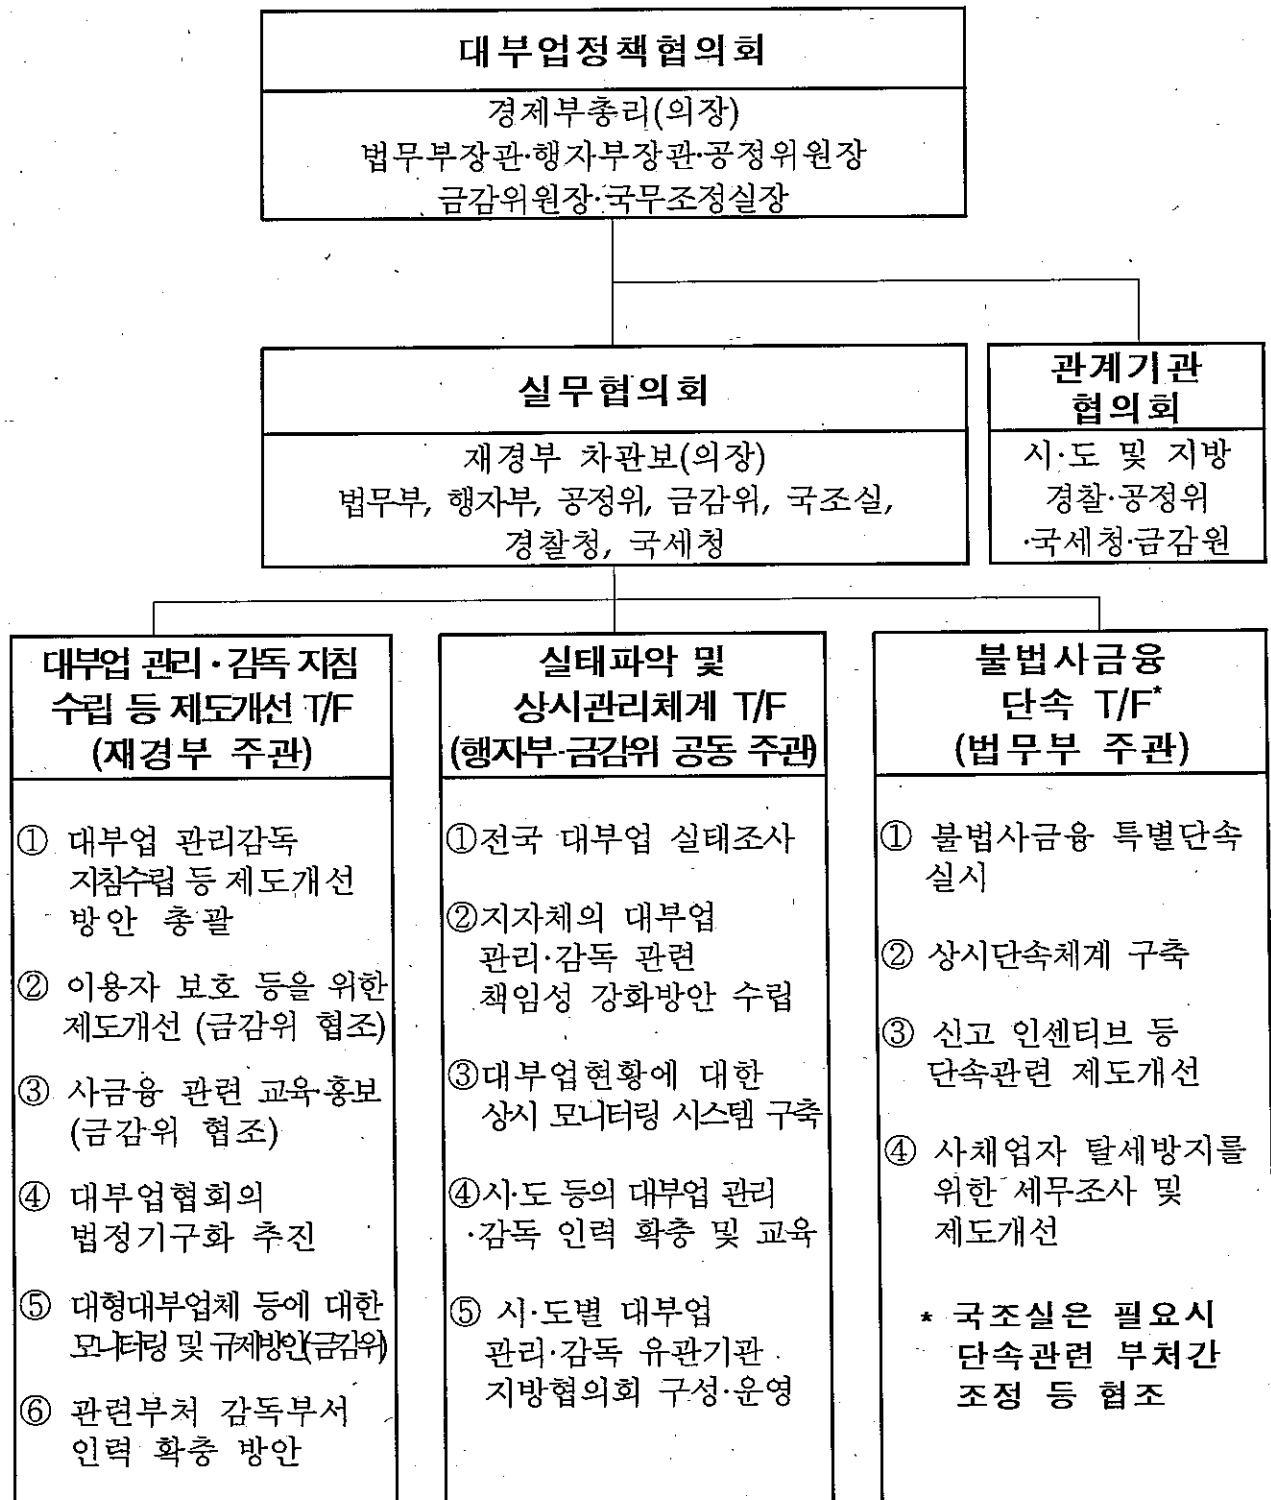 대부업정책협의회
경제부총리(의장)
법무부장관·행자부장관·공정위원장
금감위원장·국무조정실장
실무협의회
재경부 차관보(의장)
법무부, 행자부, 공정위, 금감위, 국조실,
경찰청, 국세청
관계기관
협의회
시·도 및 지방
경찰·공정위
·국세청·금감원
대부업 관리·감독 지침
수립 등 제도개선 T/F
(재경부 주관)
① 대부업 관리감독
지침수립 등 제도개선
방안 총괄
② 이용자 보호 등을 위한
제도개선 (금감위 협조)
③ 사금융 관련 교육·홍보
(금감위 협조)
④ 대부업협회의
법정기구화 추진
⑤ 대형대부업체 등에 대한
모니터링 및 규제방안(금감위)
⑥ 관련부처 감독부서
인력 확충 방안
실태파악 및
상시관리체계 T/F
(행자부·금감위 공동 주관)
①전국 대부업 실태조사
②지자체의 대부업
관리·감독 관련
책임성 강화방안 수립
③대부업현황에 대한
상시 모니터링 시스템 구축
④시·도 등의 대부업 관리
·감독 인력 확충 및 교육
⑤ 시·도별 대부업
관리·감독 유관기관
지방협의회 구성·운영
불법사금융
단속 T/F*
(법무부 주관)
① 불법사금융 특별단속
실시
② 상시단속체계 구축
③ 신고 인센티브 등
단속관련 제도개선
④ 사채업자 탈세방지를
위한 세무조사 및
제도개선
* 국조실은 필요시
단속관련 부처간
조정 등 협조